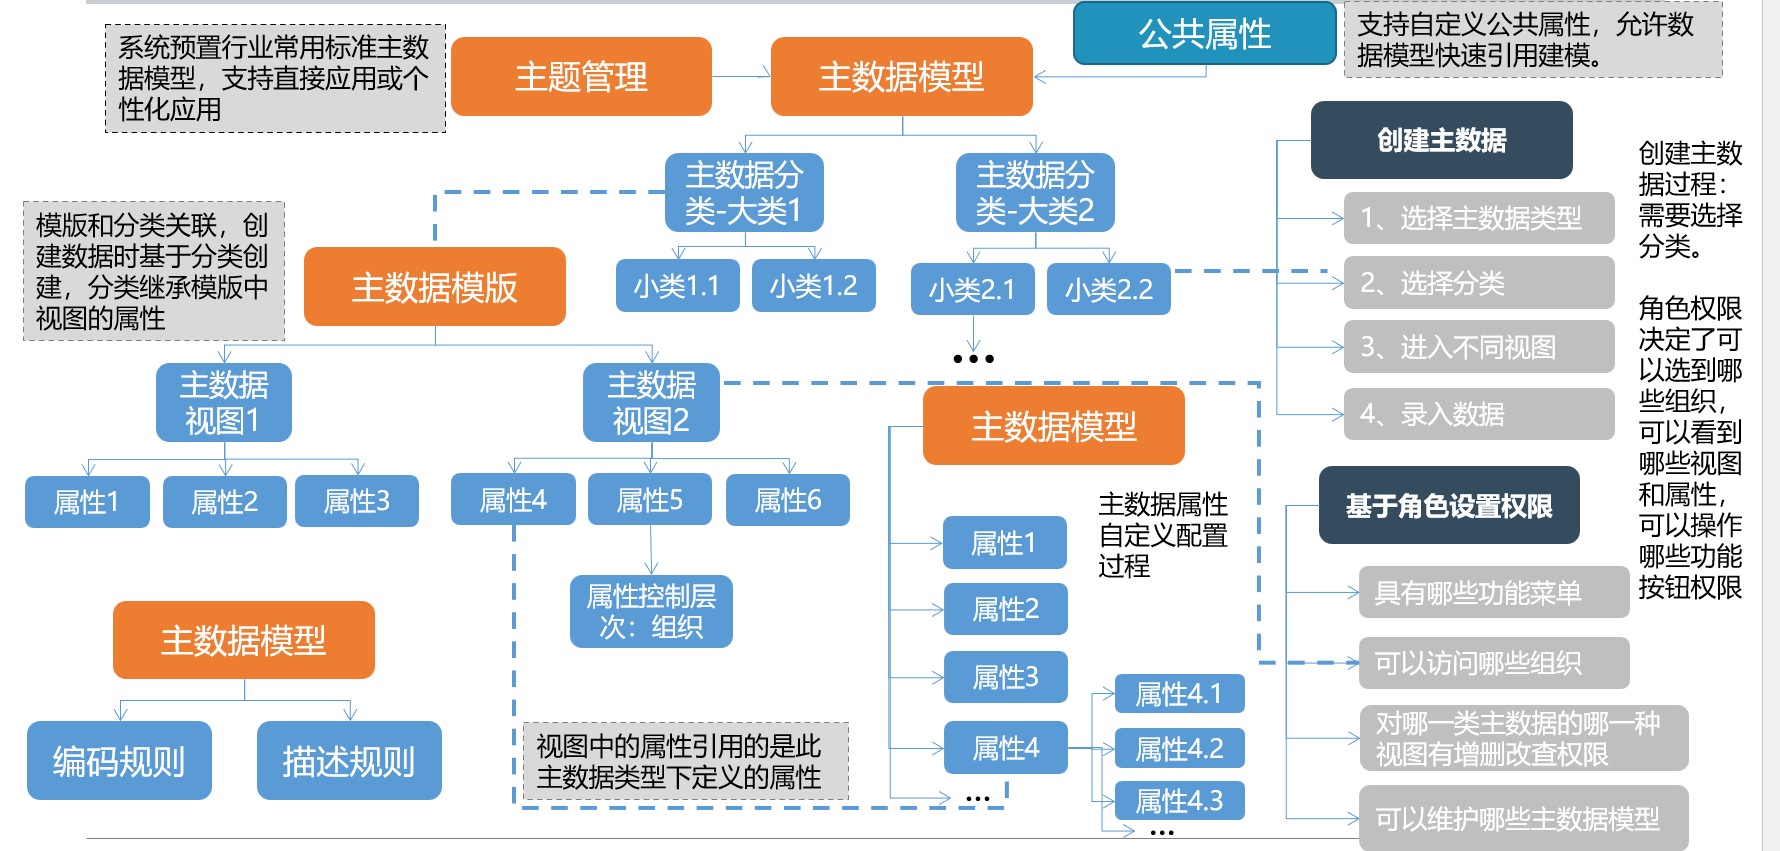 系统预置行业常用标准主数
据模型，支持直接应用或个
性化应用
主题管理
主数据模型
公共属性
支持自定义公共属性，允许数
据模型快速引用建模。
主数据分
类-大类1
主数据分
类-大类2
小类1.1
小类1.2
小类2.1
小类2.2
...
模版和分类关联，创
建数据时基于分类创
建，分类继承模版中
视图的属性
主数据模版
主数据
视图1
主数据
视图2
属性1
属性2
属性3
属性4
属性5
属性6
属性控制层
次：组织
主数据模型
编码规则
描述规则
视图中的属性引用的是此
主数据类型下定义的属性
主数据模型
主数据属性
自定义配置
过程
属性1
属性2
属性3
属性4
...
属性4.1
属性4.2
属性4.3
...
创建主数据
1、选择主数据类型
2、选择分类
3、进入不同视图
4、录入数据
基于角色设置权限
具有哪些功能菜单
可以访问哪些组织
对哪一类主数据的哪一种
视图有增删改查权限
可以维护哪些主数据模型
创建主数
据过程：
需要选择
分类。
角色权限
决定了可
以选到哪
些组织，
可以看到
哪些视图
和属性，
可以操作
哪些功能
按钮权限